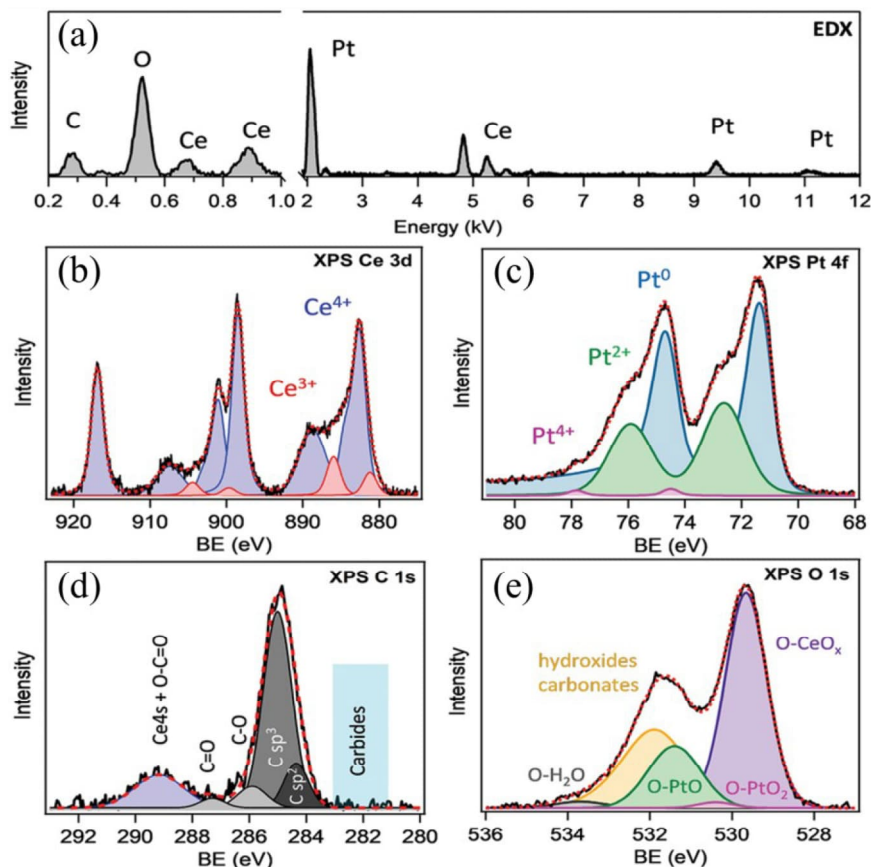 (a)
EDX
Intensity
C
O
Ce
Ce
Pt
Ce
Pt
Pt
0.2 0.4 0.6 0.8 1.0 2 3 4 5 6 7 8 9 10 11 12
Energy (kV)
(b)
XPS Ce 3d
Intensity
Ce⁴⁺
Ce³⁺
920 910 900 890 880
BE (eV)
(c)
XPS Pt 4f
Intensity
Pt⁰
Pt²⁺
Pt⁴⁺
80 78 76 74 72 70 68
BE (eV)
(d)
XPS C 1s
Intensity
Ce4s + O-C=O
C=O
C-O
C sp³
C sp²
Carbides
292 290 288 286 284 282 280
BE (eV)
(e)
XPS O 1s
Intensity
O-CeOₓ
hydroxides
carbonates
O-H₂O
O-PtO
O-PtO₂
536 534 532 530 528
BE (eV)